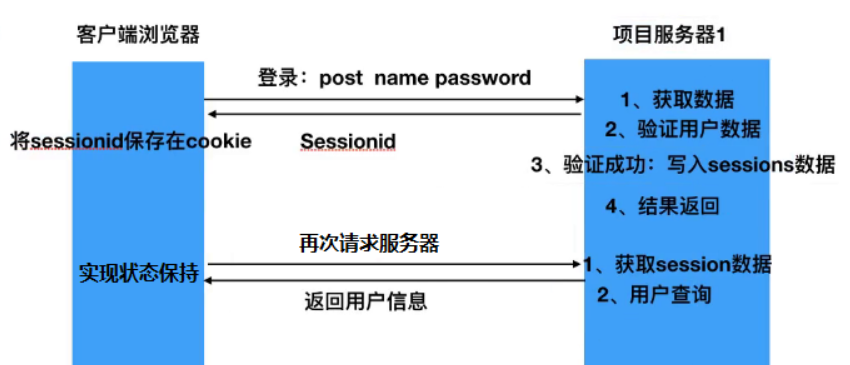 客户端浏览器
项目服务器1
登录：post name password
1、获取数据
2、验证用户数据
将sessionid保存在cookie
Sessionid
3、验证成功：写入sessions数据
4、结果返回
再次请求服务器
实现状态保持
1、获取session数据
2、用户查询
返回用户信息